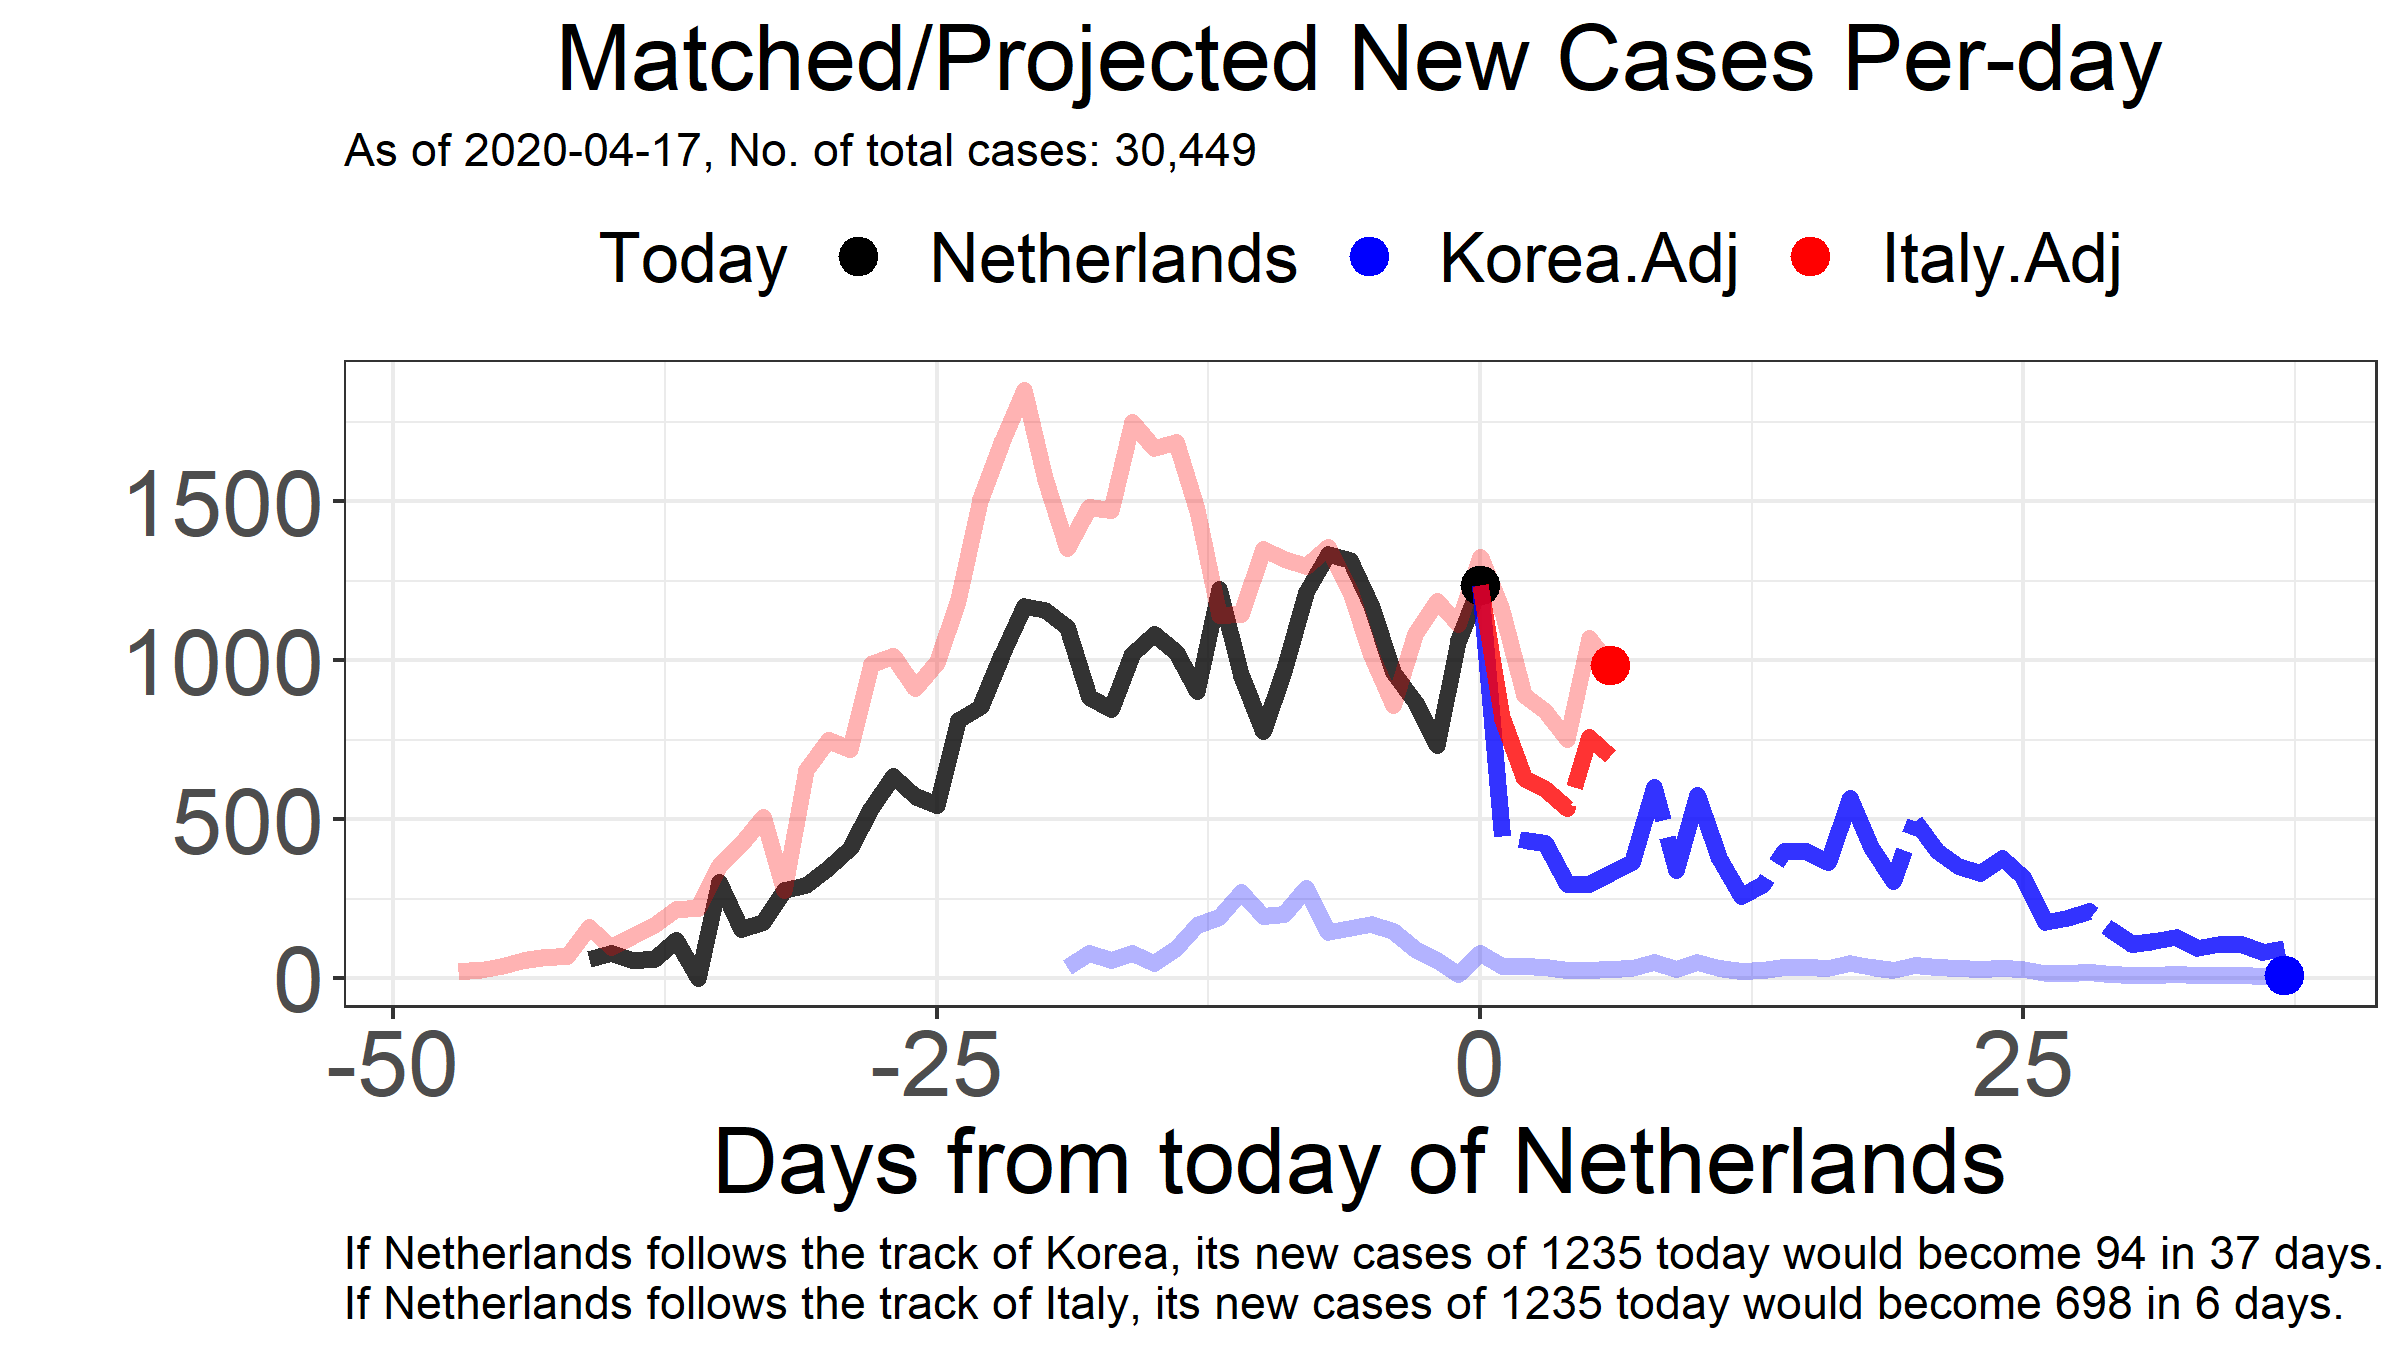 Matched/Projected New Cases Per-day
As of 2020-04-17, No. of total cases: 30,449
Today Netherlands Korea.Adj Italy.Adj
1500
1000
500
0
-50 -25 0 25
Days from today of Netherlands
If Netherlands follows the track of Korea, its new cases of 1235 today would become 94 in 37 days.
If Netherlands follows the track of Italy, its new cases of 1235 today would become 698 in 6 days.